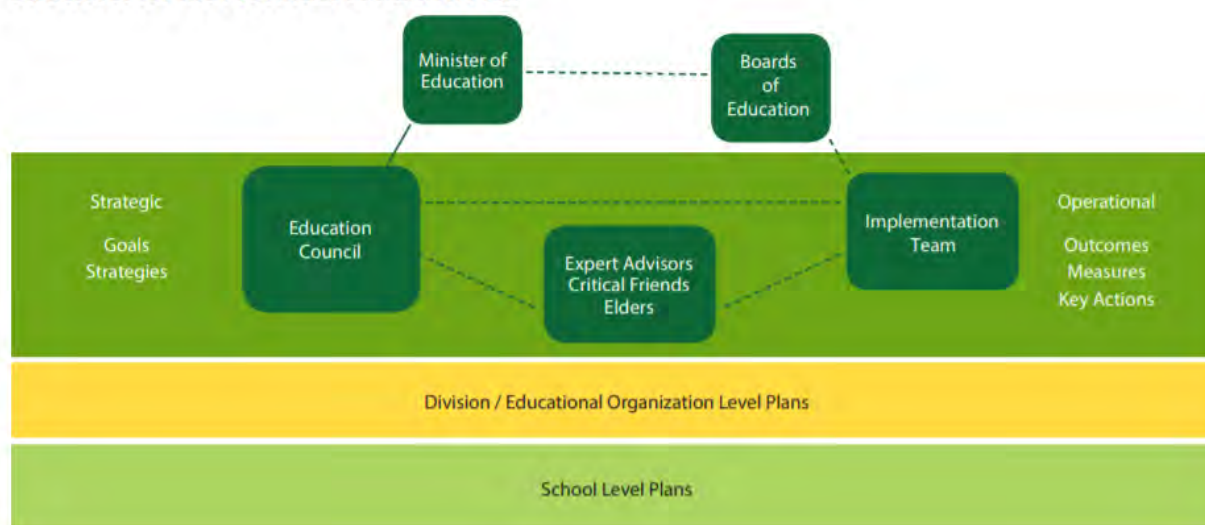 Minister of
Education
Boards
of
Education
Strategic
Goals
Strategies
Education
Council
Expert Advisors
Critical Friends
Elders
Implementation
Team
Operational
Outcomes
Measures
Key Actions
Division / Educational Organization Level Plans
School Level Plans